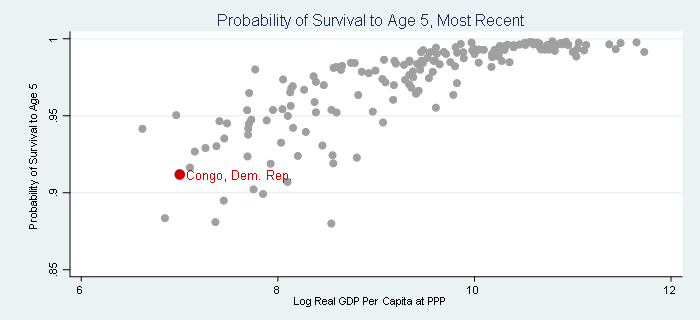 Probability of Survival to Age 5, Most Recent
Probability of Survival to Age 5
1
.95
.9
.85
Congo, Dem. Rep.
6
8
10
12
Log Real GDP Per Capita at PPP